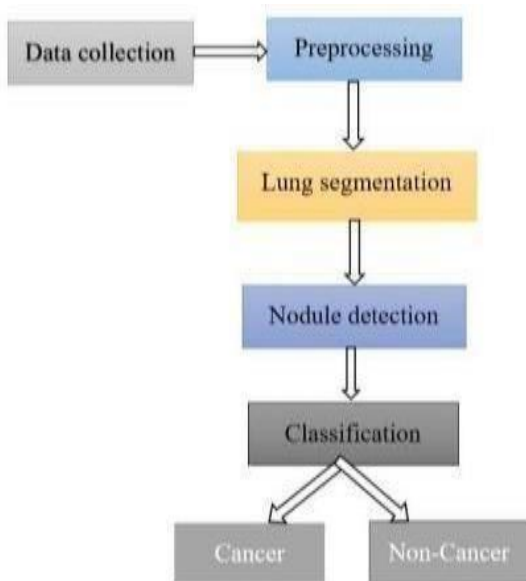 Data collection
Preprocessing
Lung segmentation
Nodule detection
Classification
Cancer
Non-Cancer